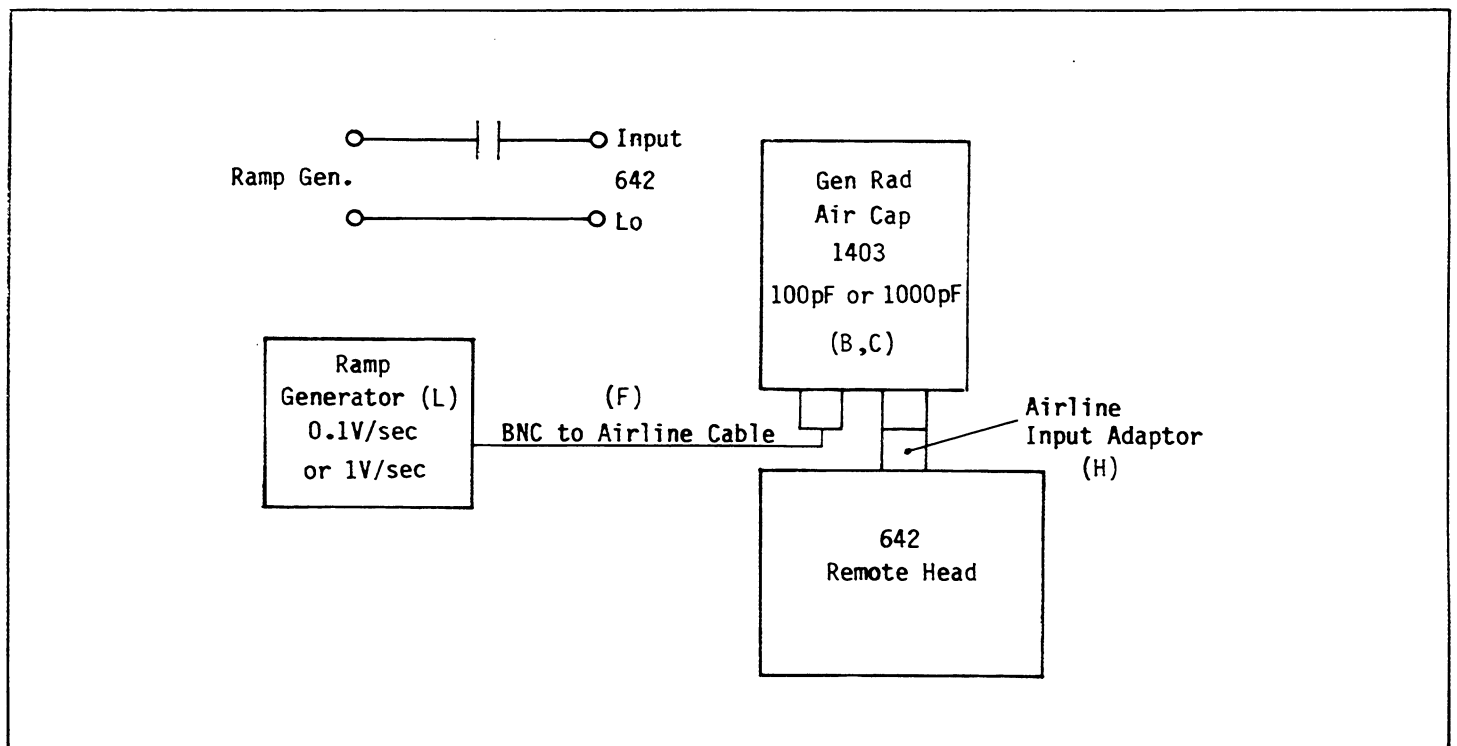 Input
Ramp Gen.
642
Lo
Gen Rad
Air Cap
1403
100pF or 1000pF
(B,C)
Ramp
Generator (L)
0.1V/sec
or 1V/sec
(F)
BNC to Airline Cable
Airline
Input Adaptor
(H)
642
Remote Head